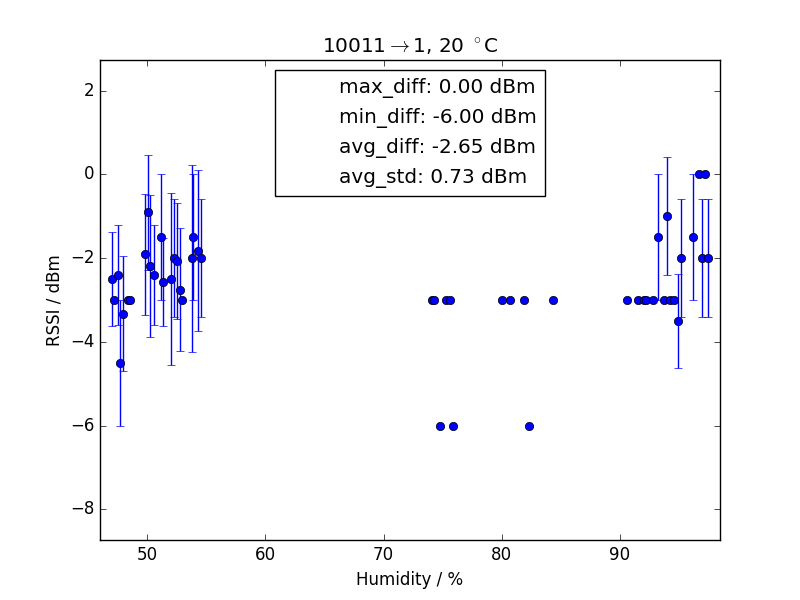 10011→1, 20 °C
max_diff: 0.00 dBm
min_diff: -6.00 dBm
avg_diff: -2.65 dBm
avg_std: 0.73 dBm
RSSI / dBm
2
0
−2
−4
−6
−8
50 60 70 80 90
Humidity / %